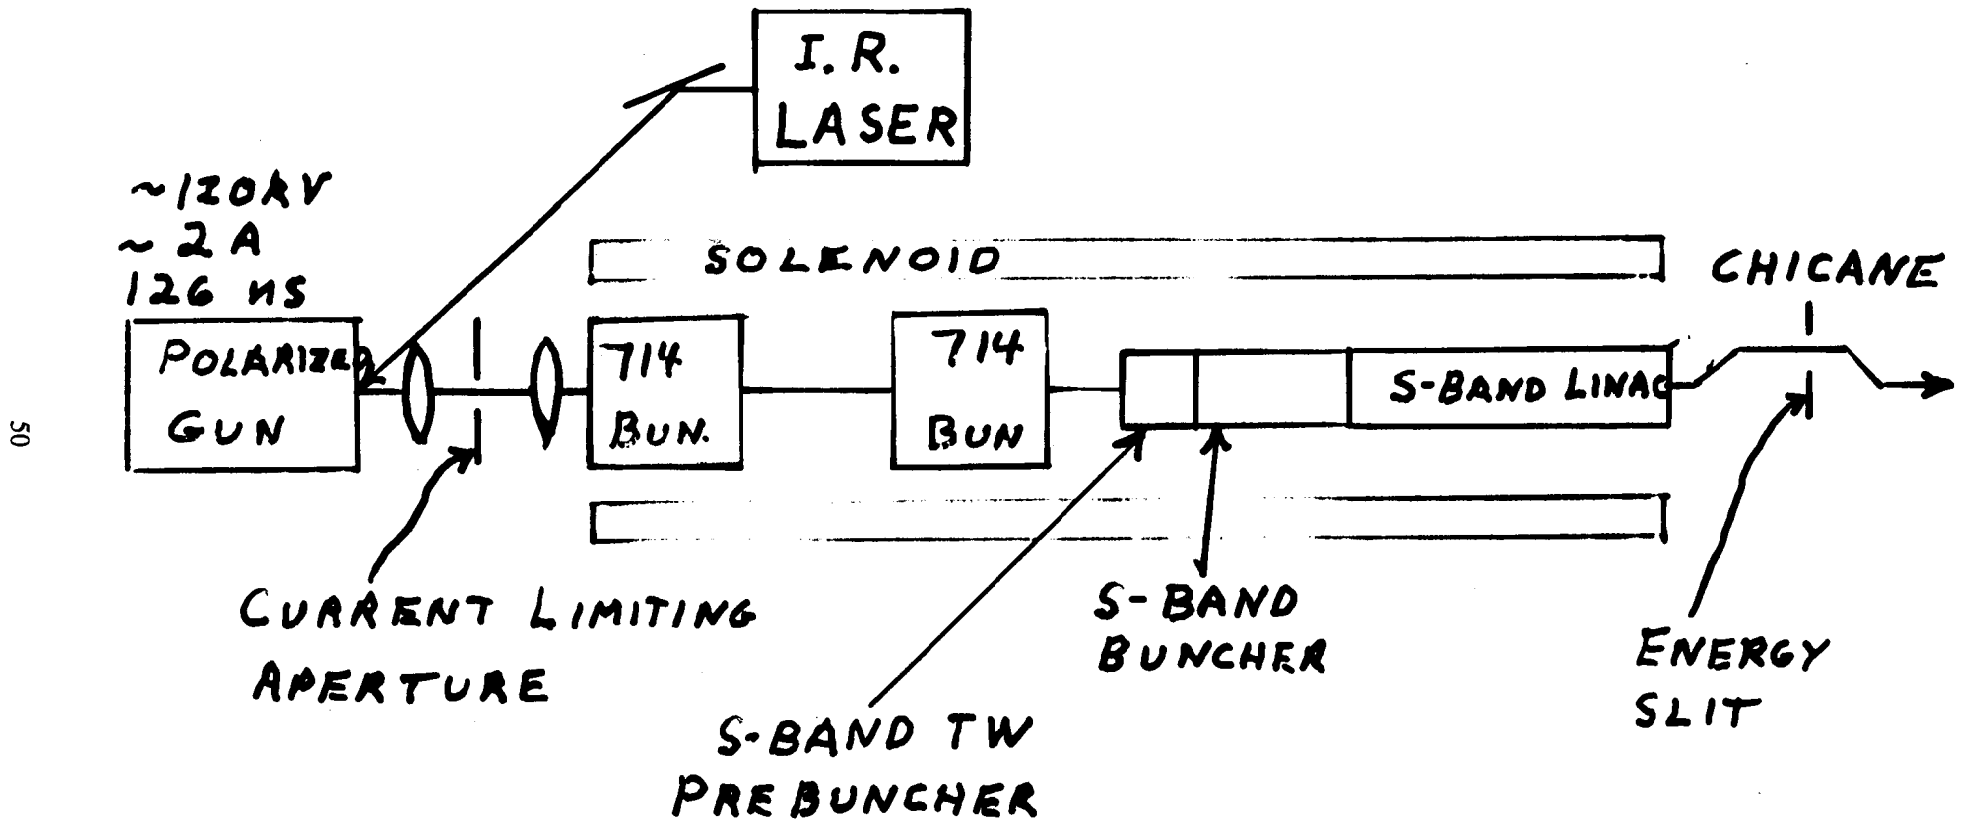 I. R.
LASER
~120KV
~ 2 A
126 ns
SOLENOID
CHICANE
POLARIZED
GUN
714
BUN.
714
BUN
S-BAND LINAC
50
CURRENT LIMITING
APERTURE
S-BAND
BUNCHER
ENERGY
SLIT
S-BAND TW
PREBUNCHER